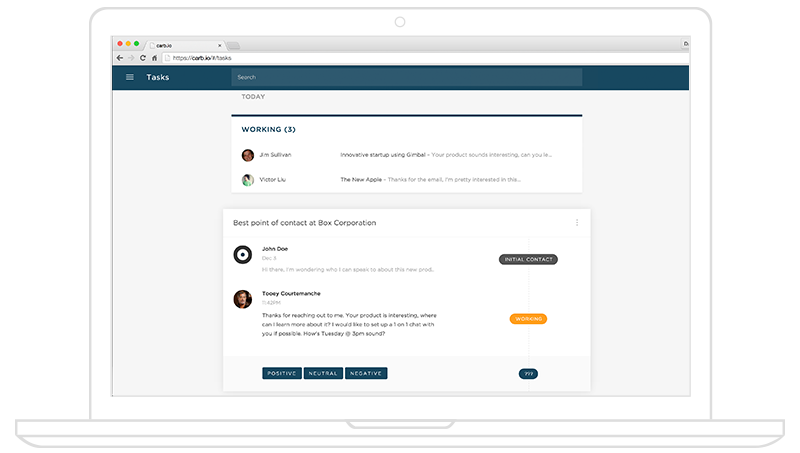 carb.io
https://carb.io/#/tasks
Tasks
Search
TODAY
WORKING (3)
Jim Sullivan Innovative startup using Gimbal – Your product sounds interesting, can you le...
Victor Liu The New Apple – Thanks for the email, I'm pretty interested in this...
Best point of contact at Box Corporation
John Doe
Dec 8
INITIAL CONTACT
Hi there, I'm wondering who I can speak to about this new prod..
Tooey Courtemanche
11:42PM
Thanks for reaching out to me. Your product is interesting, where
WORKING
can I learn more about it? I would like to set up a 1 on 1 chat with
you if possible. How's Tuesday @ 3pm sound?
POSITIVE NEUTRAL NEGATIVE ???